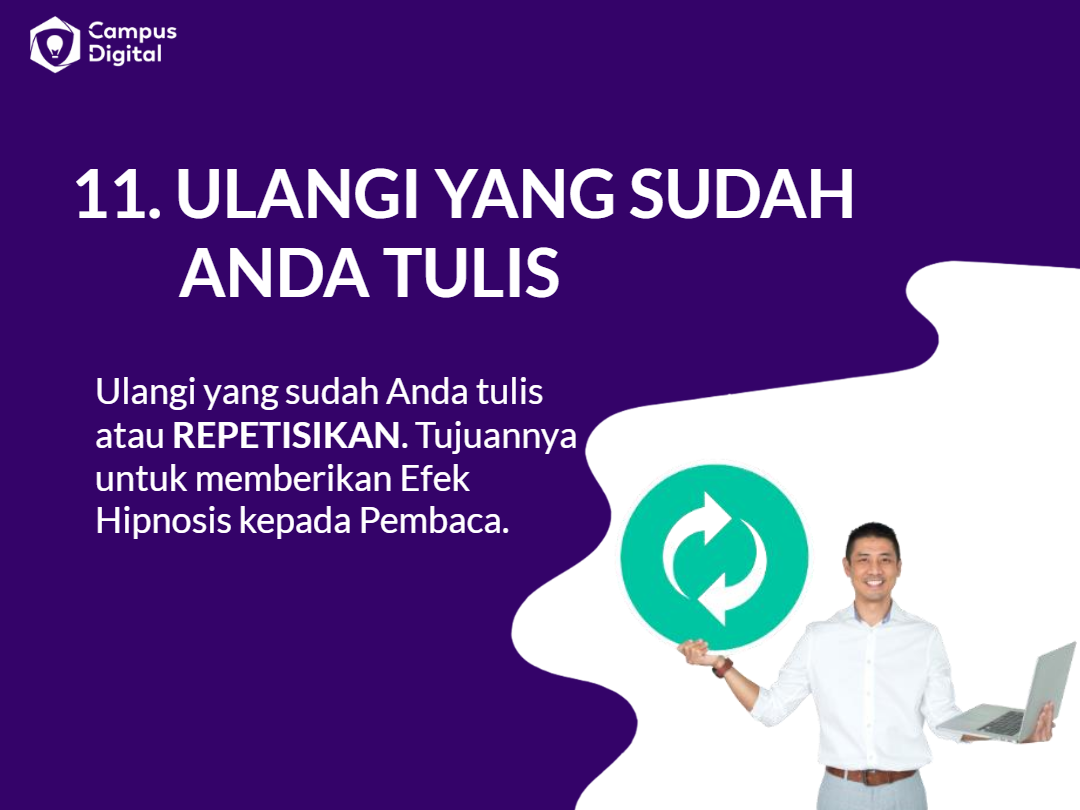 Campus
Digital
11. ULANGI YANG SUDAH
ANDA TULIS
Ulangi yang sudah Anda tulis
atau REPETISIKAN. Tujuannya
untuk memberikan Efek
Hipnosis kepada Pembaca.